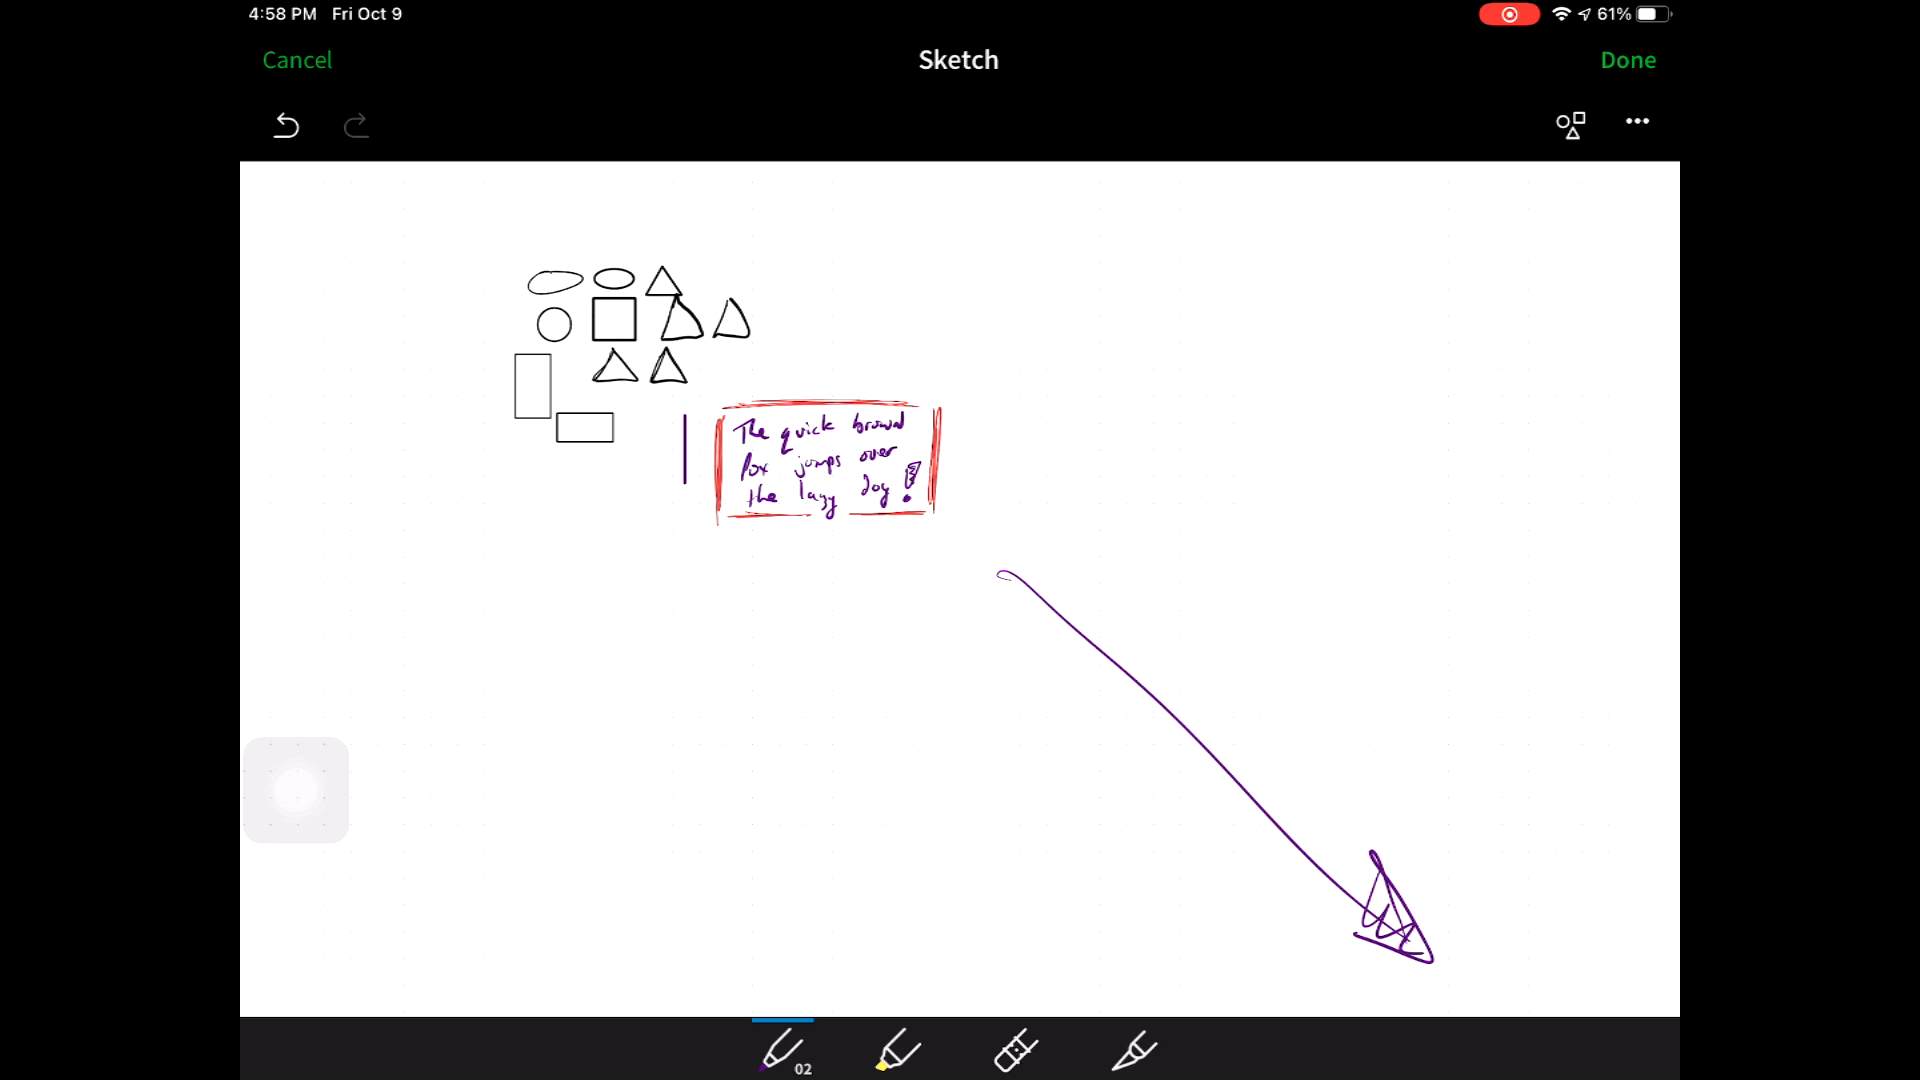 4:58 PM Fri Oct 9 61%
Cancel Sketch Done
The quick brown
fox jumps over
the lazy dog!
02